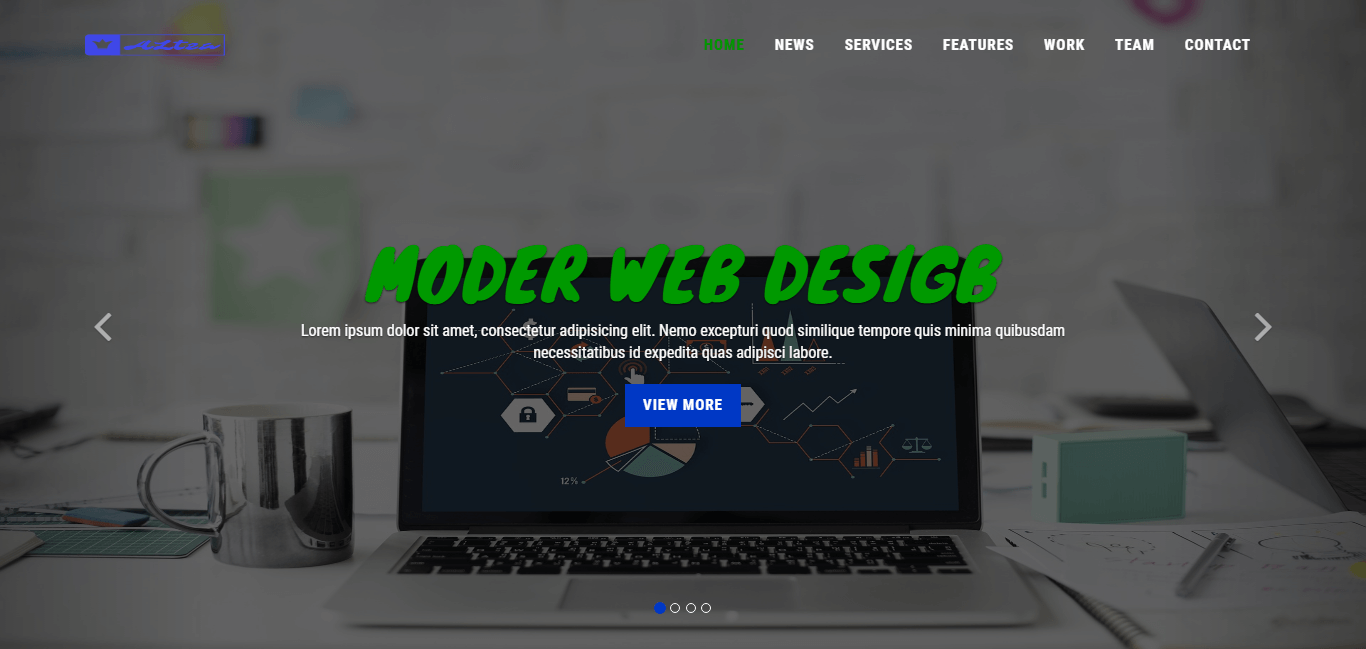 HOME NEWS SERVICES FEATURES WORK TEAM CONTACT
MODER WEB DESIGB
Lorem ipsum dolor sit amet, consectetur adipisicing elit. Nemo excepturi quod similique tempore quis minima quibusdam
necessitatibus id expedita quas adipisci labore.
VIEW MORE
12%